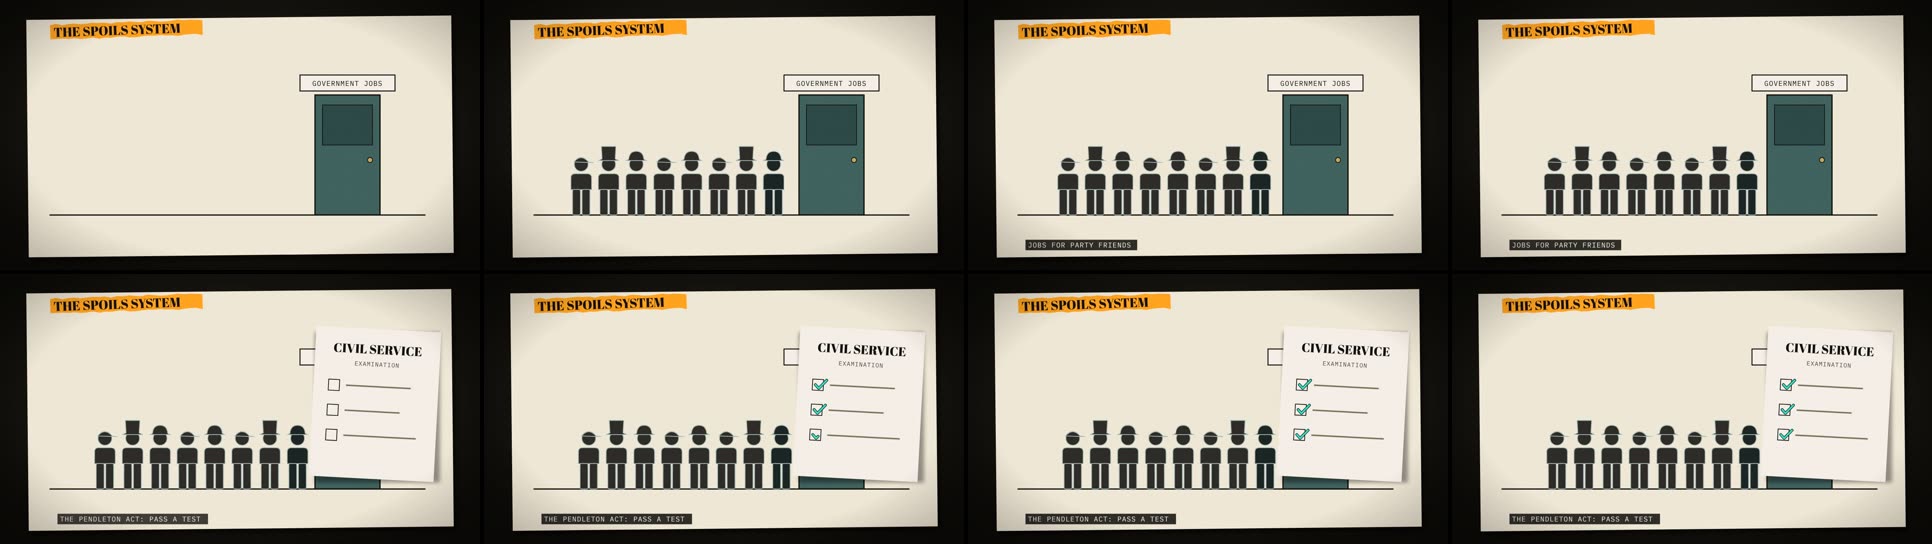 THE SPOILS SYSTEM
GOVERNMENT JOBS
THE SPOILS SYSTEM
GOVERNMENT JOBS
THE SPOILS SYSTEM
GOVERNMENT JOBS
JOBS FOR PARTY FRIENDS
THE SPOILS SYSTEM
GOVERNMENT JOBS
JOBS FOR PARTY FRIENDS
THE SPOILS SYSTEM
CIVIL SERVICE
EXAMINATION
THE PENDLETON ACT: PASS A TEST
THE SPOILS SYSTEM
CIVIL SERVICE
EXAMINATION
THE PENDLETON ACT: PASS A TEST
THE SPOILS SYSTEM
CIVIL SERVICE
EXAMINATION
THE PENDLETON ACT: PASS A TEST
THE SPOILS SYSTEM
CIVIL SERVICE
EXAMINATION
THE PENDLETON ACT: PASS A TEST